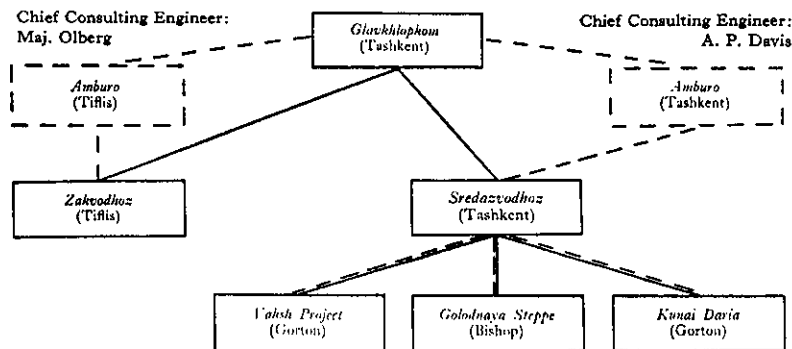 Chief Consulting Engineer:
Maj. Olberg
Glavkhlopkom
(Tashkent)
Chief Consulting Engineer:
A. P. Davis
Amburo
(Tiflis)
Amburo
(Tashkent)
Zakvodhoz
(Tiflis)
Sredazvodhoz
(Tashkent)
Vahsh Project
(Gorton)
Golodnaya Steppe
(Bishop)
Kunai Daria
(Gorton)